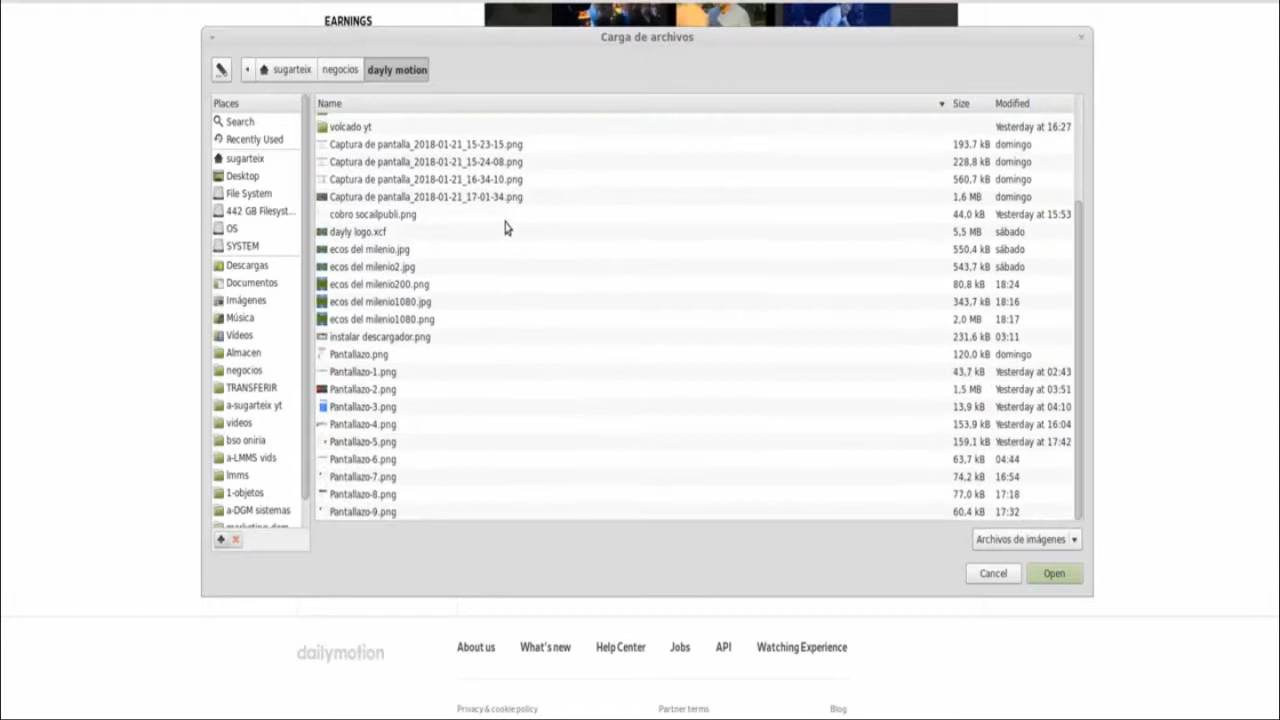 EARNINGS
Carga de archivos
sugarteix negocios dayly motion
Places Name Size Modified
Search
Recently Used
sugarteix
Desktop
File System
442 GB Filesyst...
OS
SYSTEM
Descargas
Documentos
Imágenes
Música
Vídeos
Almacen
negocios
TRANSFERIR
a-sugarteix yt
videos
bso oniria
a-LMMS vids
lmms
1-objetos
a-DGM sistemas
marketing dgm
volcado yt Yesterday at 16:27
Captura de pantalla_2018-01-21_15-23-15.png 193,7 kB domingo
Captura de pantalla_2018-01-21_15-24-08.png 228,8 kB domingo
Captura de pantalla_2018-01-21_16-34-10.png 560,7 kB domingo
Captura de pantalla_2018-01-21_17-01-34.png 1,6 MB domingo
cobro socailpubli.png 44,0 kB Yesterday at 15:53
dayly logo.xcf 5,5 MB sábado
ecos del milenio.jpg 550,4 kB sábado
ecos del milenio2.jpg 543,7 kB sábado
ecos del milenio200.png 80,8 kB 18:24
ecos del milenio1080.jpg 343,7 kB 18:16
ecos del milenio1080.png 2,0 MB 18:17
instalar descargador.png 231,6 kB 03:11
Pantallazo.png 120,0 kB domingo
Pantallazo-1.png 43,7 kB Yesterday at 02:43
Pantallazo-2.png 1,5 MB Yesterday at 03:51
Pantallazo-3.png 13,9 kB Yesterday at 04:10
Pantallazo-4.png 153,9 kB Yesterday at 16:04
Pantallazo-5.png 159,1 kB Yesterday at 17:42
Pantallazo-6.png 63,7 kB 04:44
Pantallazo-7.png 74,2 kB 16:54
Pantallazo-8.png 77,0 kB 17:18
Pantallazo-9.png 60,4 kB 17:32
Archivos de imágenes
Cancel Open
dailymotion
About us What's new Help Center Jobs API Watching Experience
Privacy & cookie policy Partner terms Blog